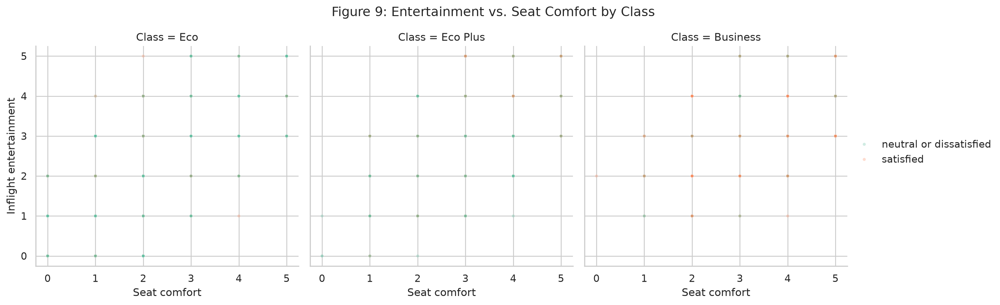 Figure 9: Entertainment vs. Seat Comfort by Class
Class = Eco
Class = Eco Plus
Class = Business
Inflight entertainment
5
4
3
2
1
0
0 1 2 3 4 5
0 1 2 3 4 5
0 1 2 3 4 5
Seat comfort
Seat comfort
Seat comfort
neutral or dissatisfied
satisfied